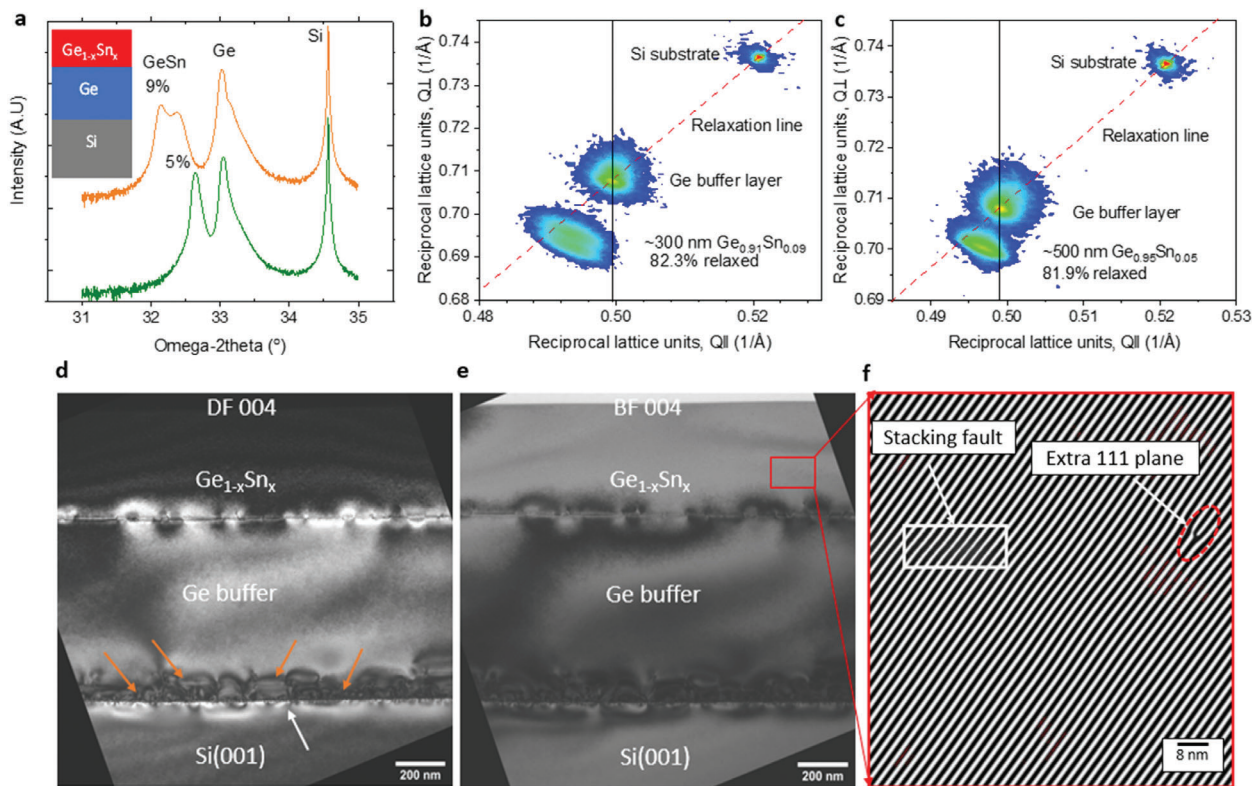 a
Ge1-xSnx
Ge
Si
GeSn
9%
5%
Ge
Si
Intensity (A.U)
31 32 33 34 35
Omega-2theta (º)
b
0.74
0.73
0.72
0.71
0.70
0.69
0.68
Reciprocal lattice units, Q⊥ (1/Å)
Si substrate
Relaxation line
Ge buffer layer
~300 nm Ge0.91Sn0.09
82.3% relaxed
0.48 0.50 0.52
Reciprocal lattice units, Q|| (1/Å)
c
0.74
0.73
0.72
0.71
0.70
0.69
Reciprocal lattice units, Q⊥ (1/Å)
Si substrate
Relaxation line
Ge buffer layer
~500 nm Ge0.95Sn0.05
81.9% relaxed
0.49 0.50 0.51 0.52 0.53
Reciprocal lattice units, Q|| (1/Å)
d
DF 004
Ge1-xSnx
Ge buffer
Si(001)
200 nm
e
BF 004
Ge1-xSnx
Ge buffer
Si(001)
200 nm
f
Stacking fault
Extra 111 plane
8 nm